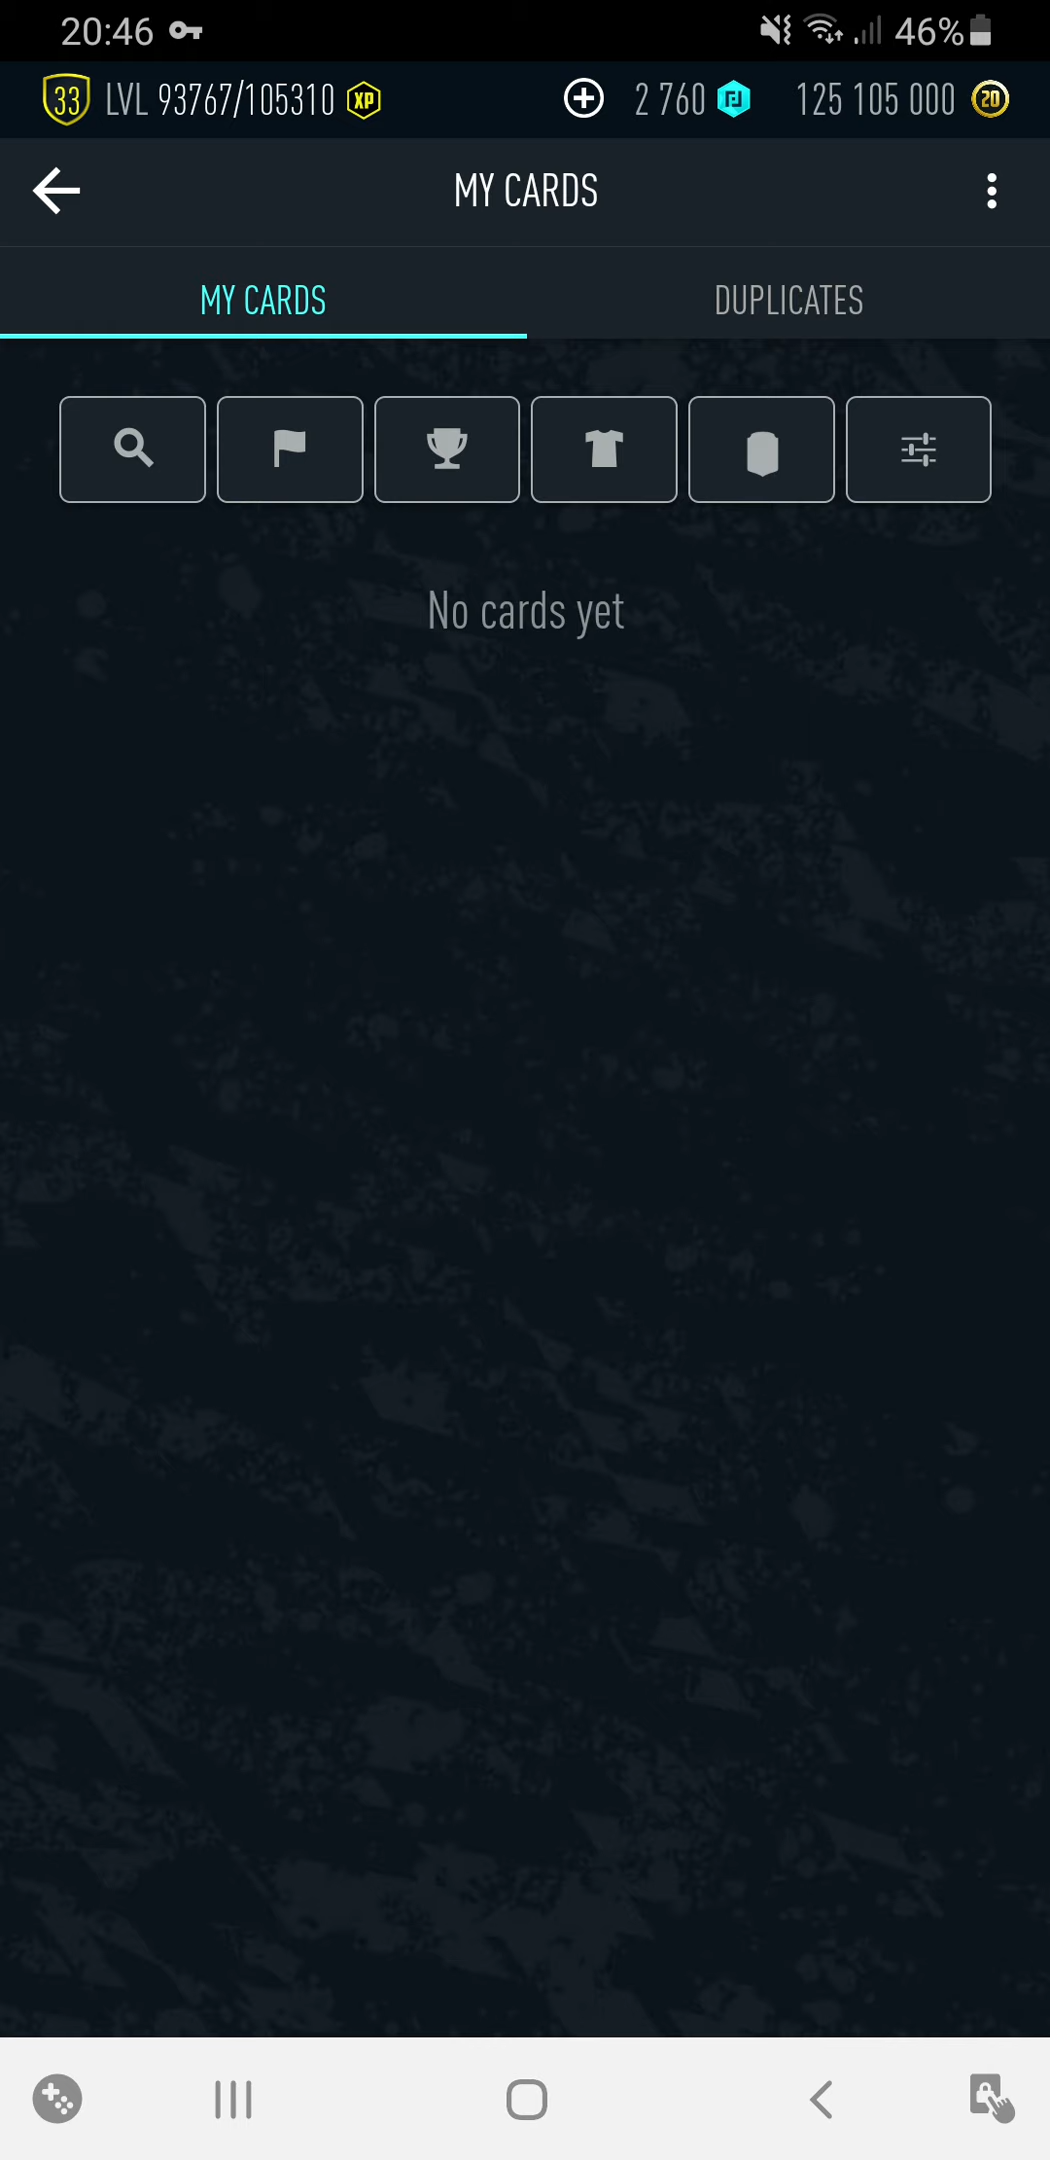 20:46 46%
33 LVL 93767/105310 XP 2 760 125 105 000 20
MY CARDS
MY CARDS DUPLICATES
No cards yet